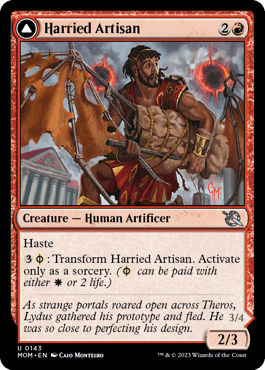 Harried Artisan 2
Creature — Human Artificer
Haste
3 : Transform Harried Artisan. Activate
only as a sorcery. ( can be paid with
either or 2 life.)
As strange portals roared open across Theros,
Lydus gathered his prototype and fled. He
was so close to perfecting his design.
3/4
2/3
U 0143
MOM • EN CAIO MONTEIRO
™ & © 2023 Wizards of the Coast